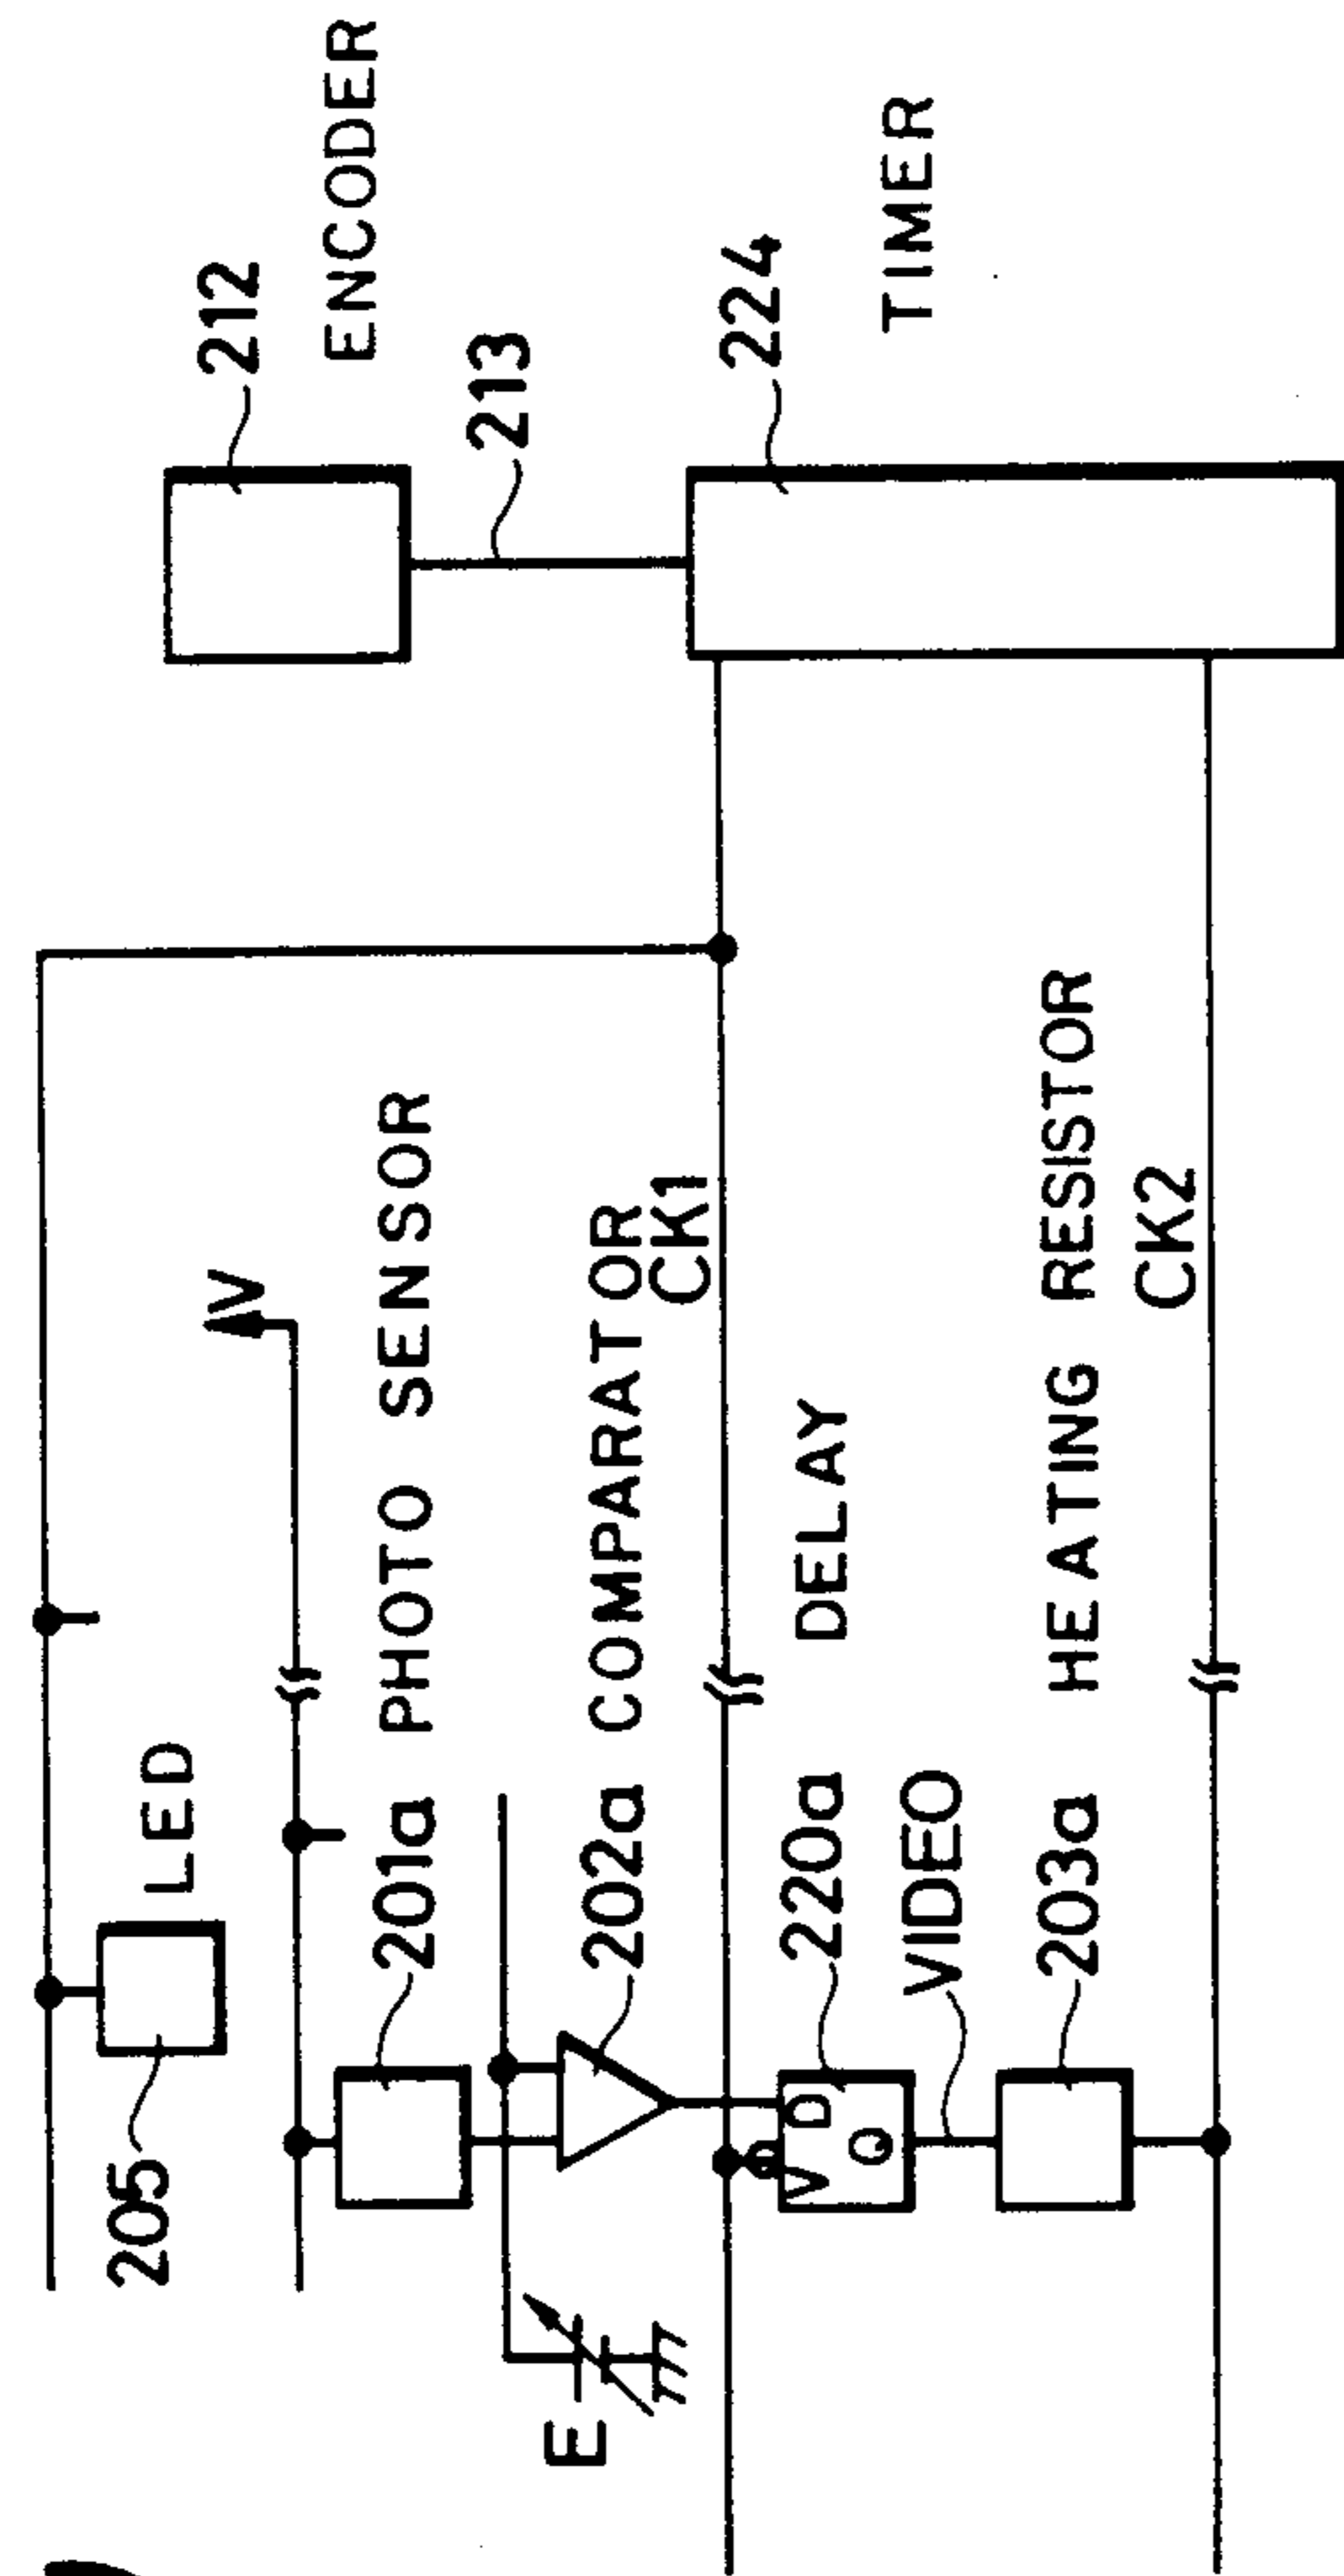 212
ENCODER
213
224
TIMER
V
CK1
CK2
205
LED
201a PHOTO SENSOR
202a COMPARATOR
E
220a DELAY
D
Q
VIDEO
203a HEATING RESISTOR